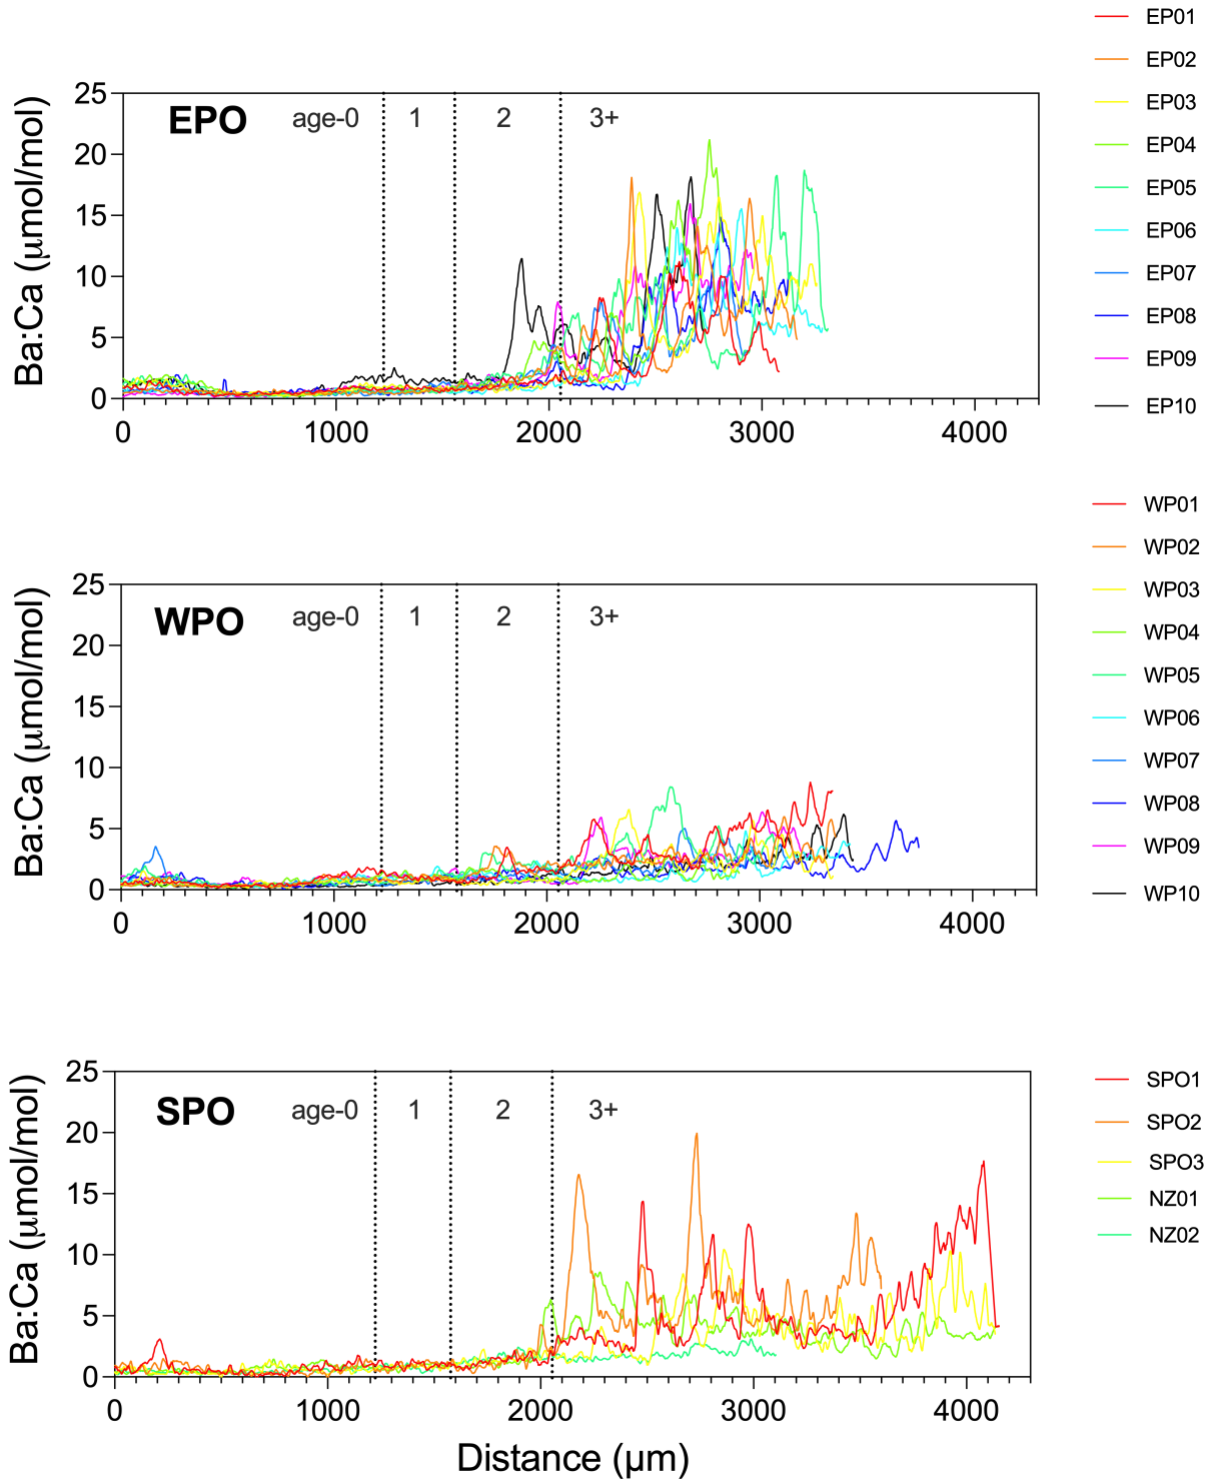 EP01
EP02
EP03
EP04
EP05
EP06
EP07
EP08
EP09
EP10
Ba:Ca (μmol/mol)
25
20
15
10
5
0
EPO age-0 1 2 3+
0 1000 2000 3000 4000
WP01
WP02
WP03
WP04
WP05
WP06
WP07
WP08
WP09
WP10
Ba:Ca (μmol/mol)
25
20
15
10
5
0
WPO age-0 1 2 3+
0 1000 2000 3000 4000
SPO1
SPO2
SPO3
NZ01
NZ02
Ba:Ca (μmol/mol)
25
20
15
10
5
0
SPO age-0 1 2 3+
0 1000 2000 3000 4000
Distance (μm)